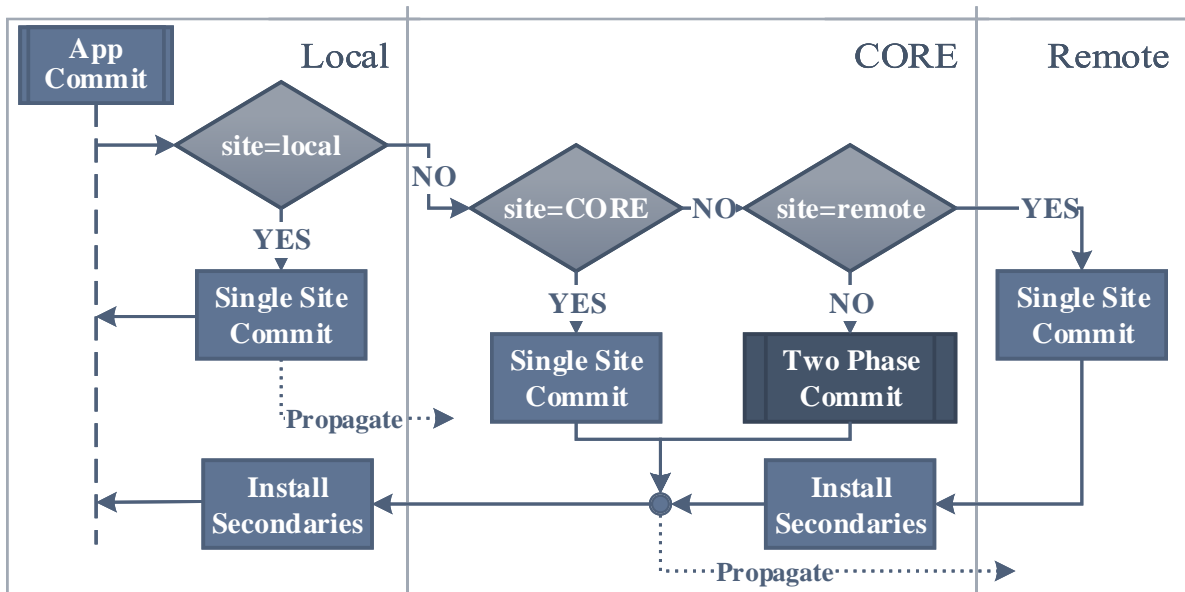 App
Commit
Local
CORE
Remote
site=local
NO
site=CORE
NO
site=remote
YES
YES
Single Site
Commit
YES
Single Site
Commit
NO
Two Phase
Commit
Single Site
Commit
Propagate
Install
Secondaries
Install
Secondaries
Propagate